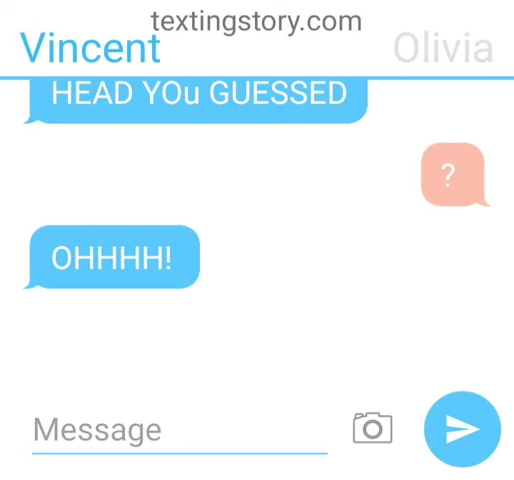 textingstory.com
Vincent
Olivia
HEAD YOu GUESSED
?
OHHHH!
Message